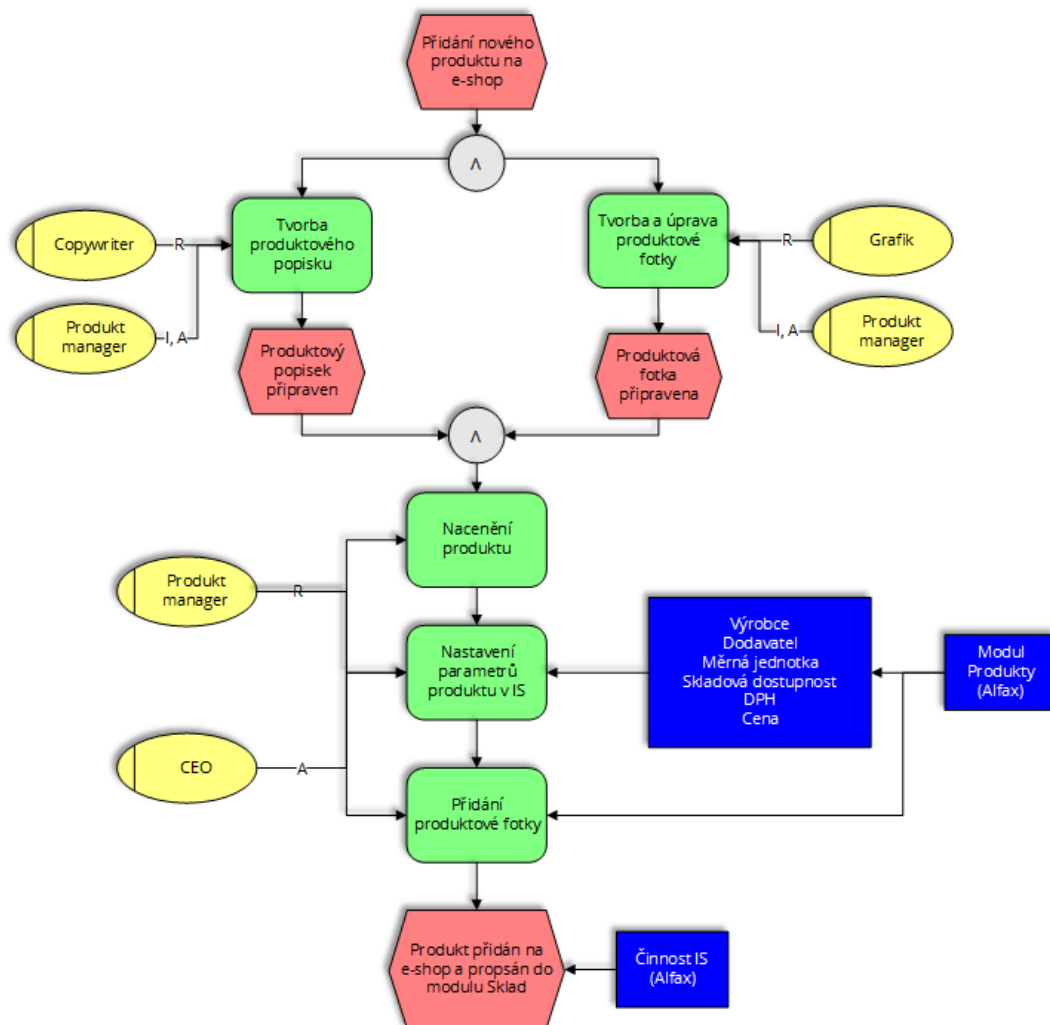 Přidání nového
produktu na
e-shop
Λ
Tvorba
produktového
popisku
Tvorba a úprava
produktové
fotky
Copywriter
R
R
Grafik
Produkt
manager
I, A
I, A
Produkt
manager
Produktový
popisek
připraven
Produktová
fotka
připravena
Λ
Nacenění
produktu
Produkt
manager
R
Nastavení
parametrů
produktu v IS
Výrobce
Dodavatel
Měrná jednotka
Skladová dostupnost
DPH
Cena
Modul
Produkty
(Alfax)
CEO
A
Přidání
produktové fotky
Produkt přidán na
e-shop a propsán do
modulu Sklad
Činnost IS
(Alfax)